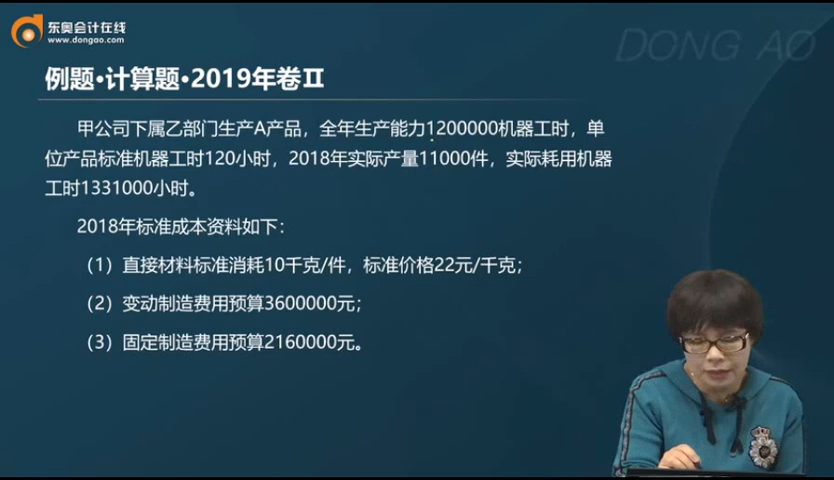 东奥会计在线
www.dongao.com
DONG AO
例题·计算题·2019年卷Ⅱ
甲公司下属乙部门生产A产品，全年生产能力1200000机器工时，单
位产品标准机器工时120小时，2018年实际产量11000件，实际耗用机器
工时1331000小时。
2018年标准成本资料如下：
（1）直接材料标准消耗10千克/件，标准价格22元/千克；
（2）变动制造费用预算3600000元；
（3）固定制造费用预算2160000元。